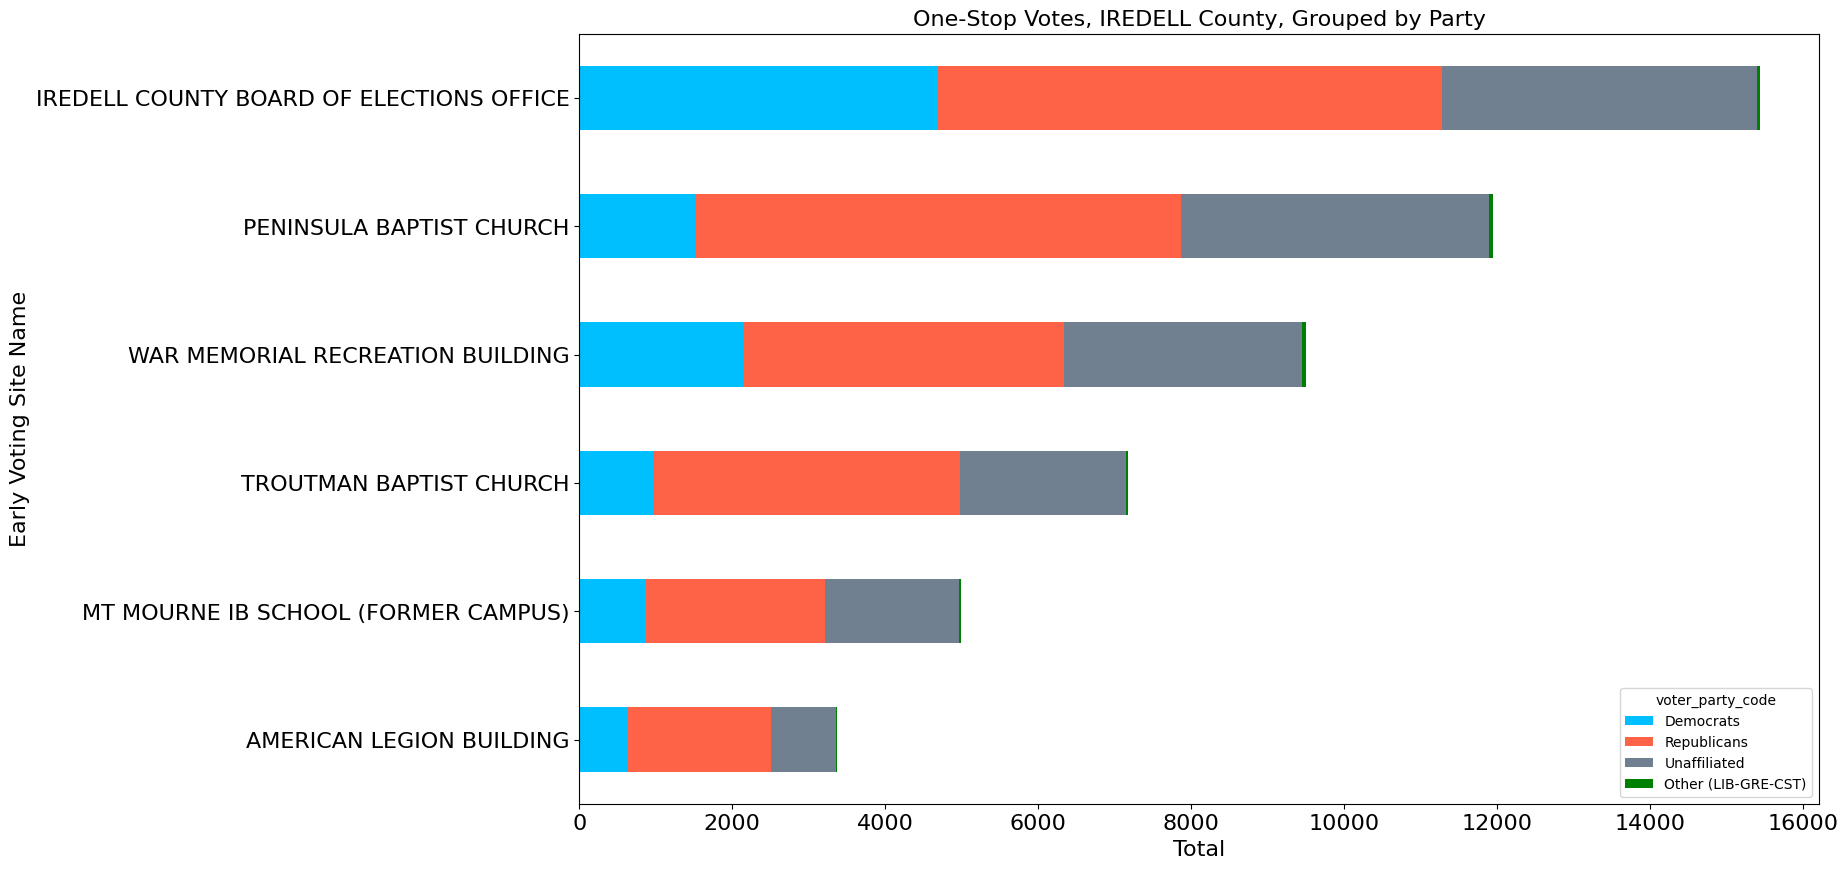 One-Stop Votes, IREDELL County, Grouped by Party
Early Voting Site Name
IREDELL COUNTY BOARD OF ELECTIONS OFFICE
PENINSULA BAPTIST CHURCH
WAR MEMORIAL RECREATION BUILDING
TROUTMAN BAPTIST CHURCH
MT MOURNE IB SCHOOL (FORMER CAMPUS)
AMERICAN LEGION BUILDING
voter_party_code
Democrats
Republicans
Unaffiliated
Other (LIB-GRE-CST)
0 2000 4000 6000 8000 10000 12000 14000 16000
Total